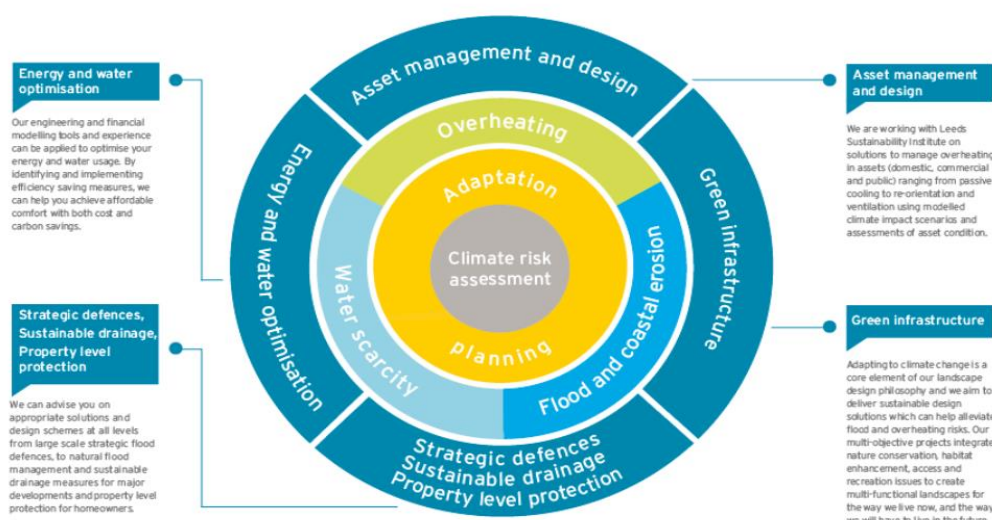 Energy and water
optimisation
Our engineering and financial
modelling tools and experience
can be applied to optimise your
energy and water usage. By
identifying and implementing
efficiency saving measures, we
can help you achieve affordable
comfort with both cost and
carbon savings.
Strategic defences,
Sustainable drainage,
Property level
protection
We can advise you on
appropriate solutions and
design schemes at all levels
from large scale strategic flood
defences, to natural flood
management and sustainable
drainage measures for major
developments and property level
protection for homeowners.
Asset management and design
Overheating
Adaptation
Climate risk
assessment
planning
Energy and water optimisation
Water scarcity
Flood and coastal erosion
Green infrastructure
Strategic defences
Sustainable drainage
Property level protection
Asset management
and design
We are working with Leeds
Sustainability Institute on
solutions to manage overheating
in assets (domestic, commercial
and public) ranging from passive
cooling to re-orientation and
ventilation using modelled
climate impact scenarios and
assessments of asset condition.
Green infrastructure
Adapting to climate change is a
core element of our landscape
design philosophy and we aim to
deliver sustainable design
solutions which can help alleviate
flood and overheating risks. Our
multi-objective projects integrate
nature conservation, habitat
enhancement, access and
recreation issues to create
multi-functional landscapes for
the way we live now, and the way
we will have to live in the future